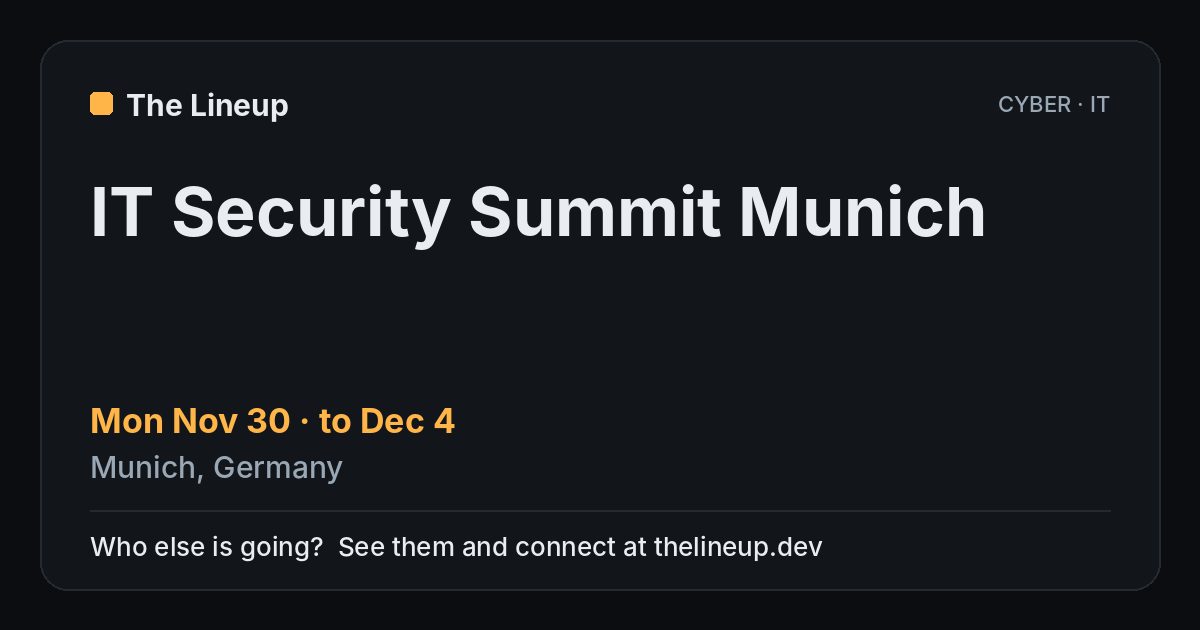 The Lineup
CYBER · IT
IT Security Summit Munich
Mon Nov 30 · to Dec 4
Munich, Germany
Who else is going? See them and connect at thelineup.dev